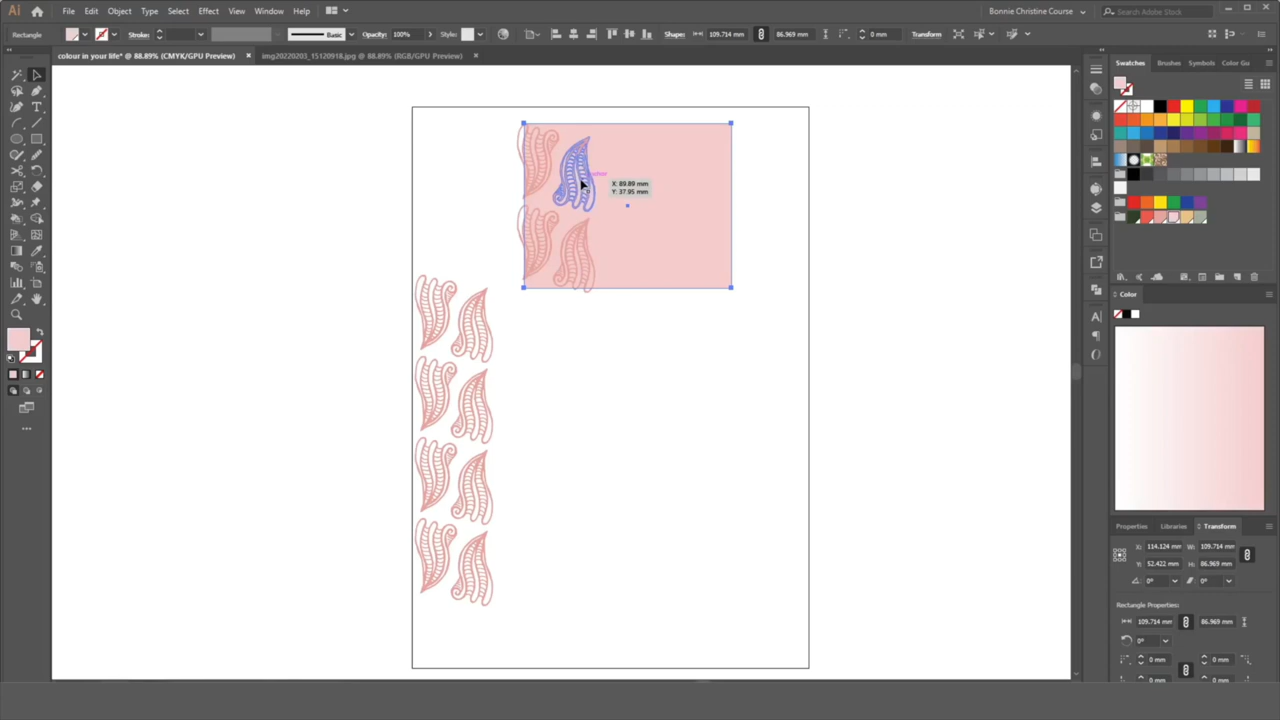 Ai File Edit Object Type Select Effect View Window Help Bonnie Christine Course Search Adobe Stock
Rectangle Stroke: Basic Opacity: 100% Style: Shape: 109.714 mm 86.969 mm 0 mm Transform
colour in your life* @ 88.89% (CMYK/GPU Preview) × img20220203_15120918.jpg @ 88.89% (RGB/GPU Preview) ×
Swatches Brushes Symbols Color Gu
X: 89.89 mm
Y: 37.95 mm
Color
Properties Libraries Transform
X: 114.124 mm W: 109.714 mm
Y: 52.422 mm H: 86.969 mm
0° 0°
Rectangle Properties:
109.714 mm 86.969 mm
0°
0 mm 0 mm
0 mm 0 mm